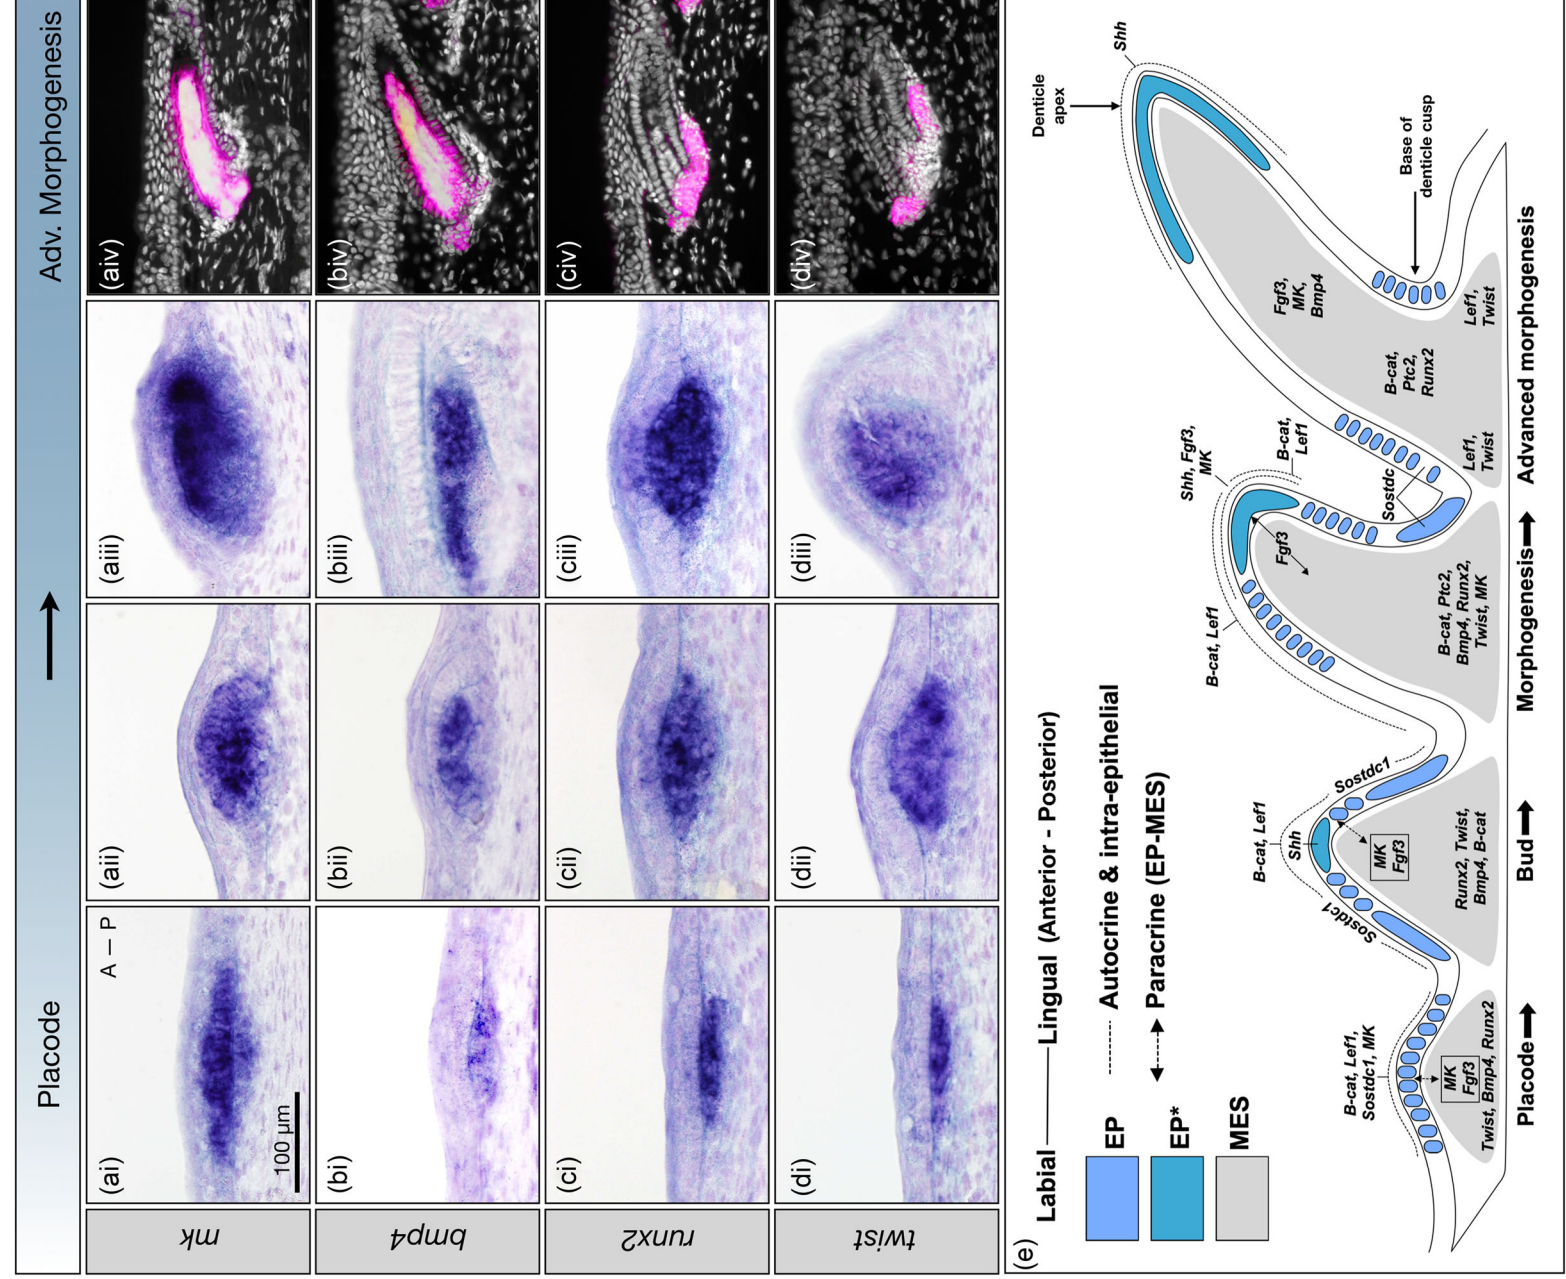 Placode
Adv. Morphogenesis
mk
(ai)
A — P
100 µm
(aii)
(aiii)
(aiv)
bmp4
(bi)
(bii)
(biii)
(biv)
runx2
(ci)
(cii)
(ciii)
(civ)
twist
(di)
(dii)
(diii)
(div)
(e)
Labial
Lingual (Anterior - Posterior)
EP
EP*
MES
Autocrine & intra-epithelial
Paracrine (EP-MES)
B-cat, Lef1,
Sostdc1, MK
MK
Fgf3
Twist, Bmp4, Runx2
Placode
B-cat, Lef1
Shh
Sostdc1
Sostdc1
MK
Fgf3
Runx2, Twist,
Bmp4, B-cat
Bud
B-cat, Lef1
Shh, Fgf3,
MK
B-cat,
Lef1
Fgf3
Sostdc
B-cat, Ptc2,
Bmp4, Runx2,
Twist, MK
Morphogenesis
Denticle
apex
Shh
Base of
denticle cusp
Fgf3,
MK,
Bmp4
B-cat,
Ptc2,
Runx2
Lef1,
Twist
Lef1,
Twist
Advanced morphogenesis